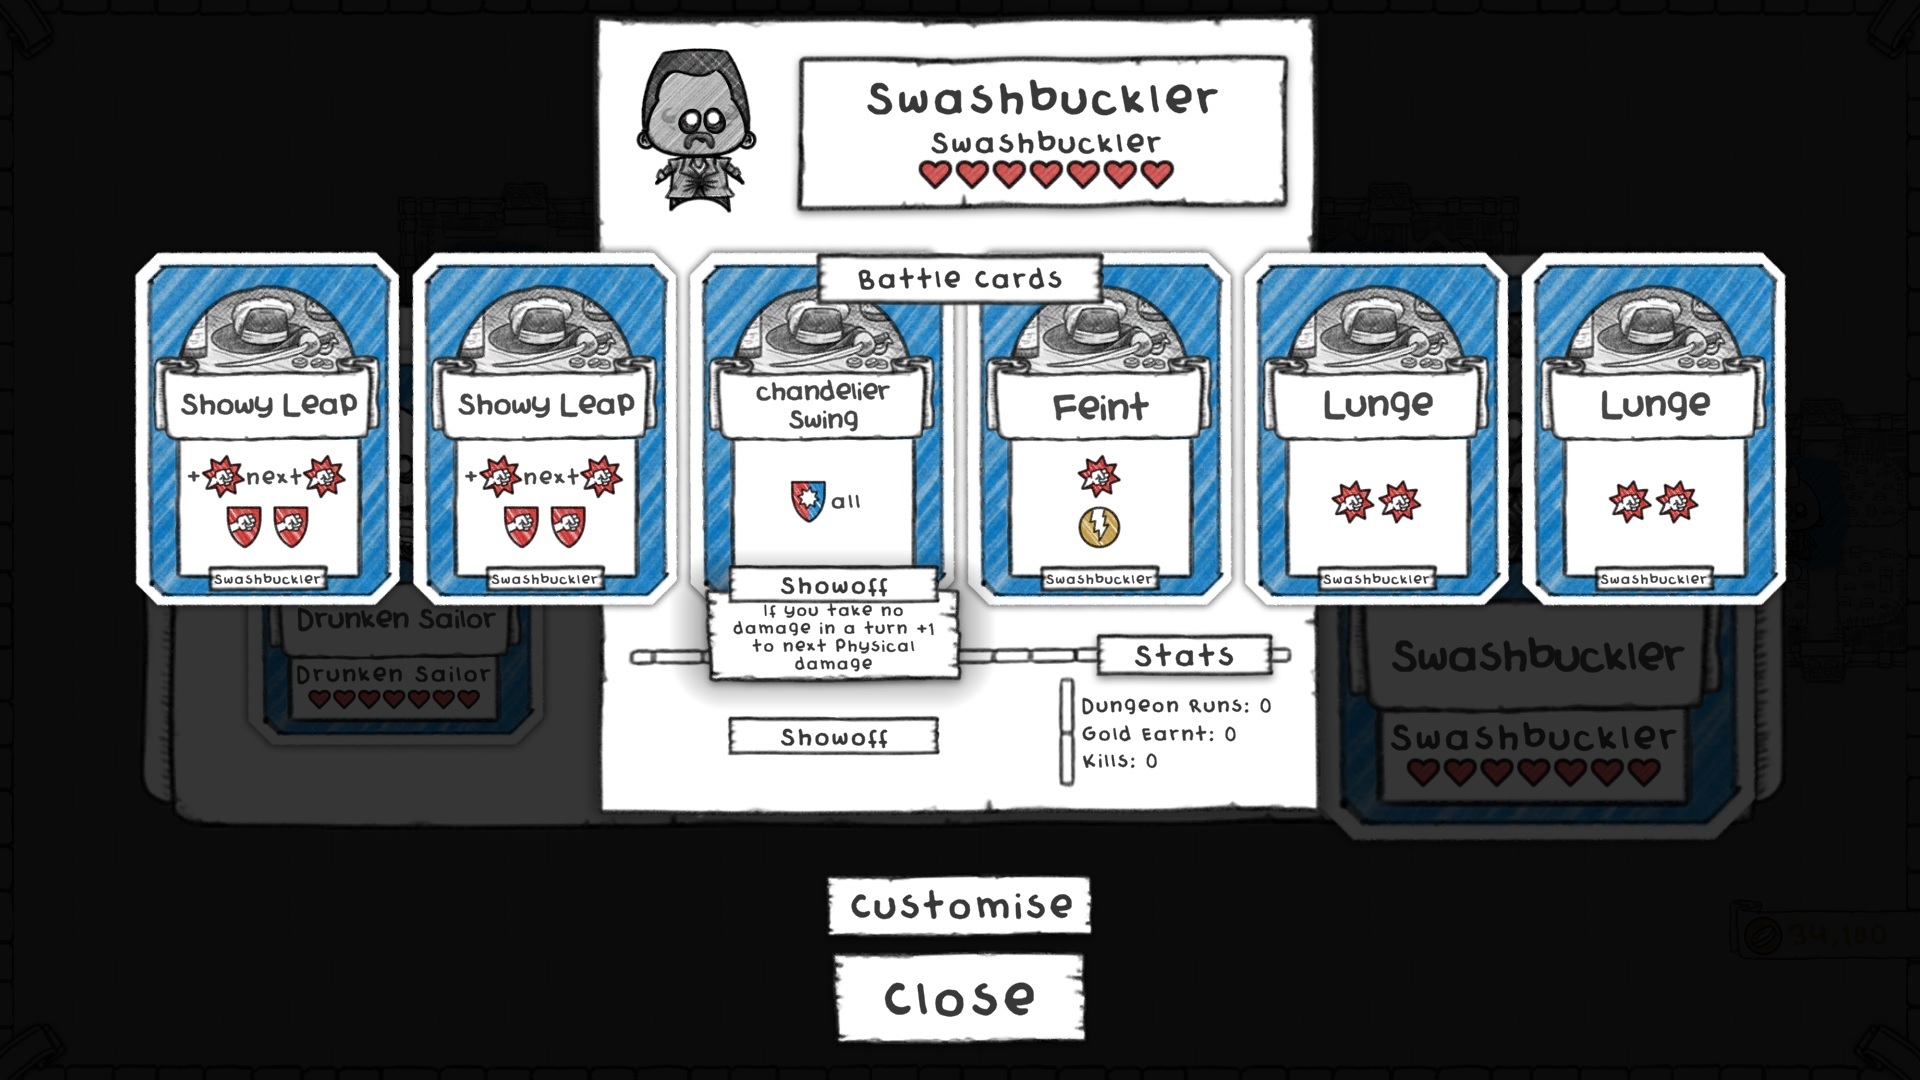 Swashbuckler
Swashbuckler
Battle Cards
Showy Leap
+ next
Swashbuckler
Showy Leap
+ next
Swashbuckler
Chandelier
Swing
all
Feint
Swashbuckler
Lunge
Swashbuckler
Lunge
Swashbuckler
Showoff
If you take no
damage in a turn +1
to next Physical
damage
Showoff
Stats
Dungeon Runs: 0
Gold Earnt: 0
Kills: 0
Drunken Sailor
Drunken Sailor
Swashbuckler
Swashbuckler
34,180
Customise
Close